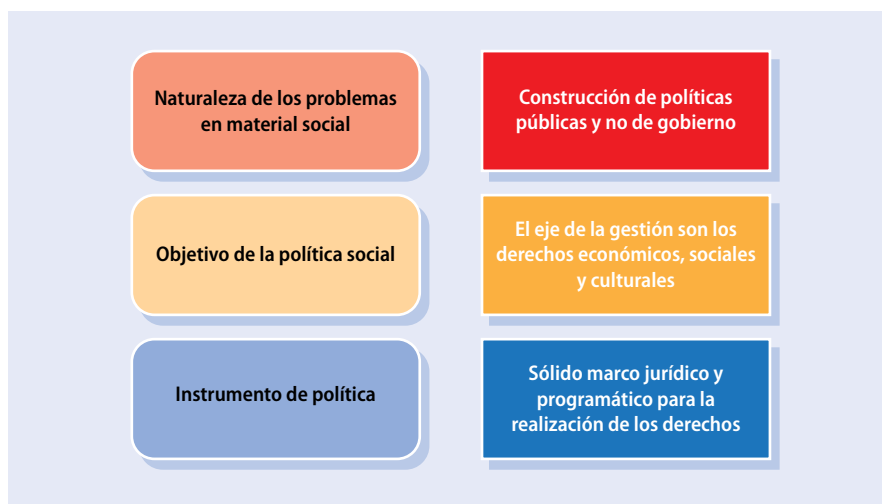 Naturaleza de los problemas
en material social
Construcción de políticas
públicas y no de gobierno
Objetivo de la política social
El eje de la gestión son los
derechos económicos, sociales
y culturales
Instrumento de política
Sólido marco jurídico y
programático para la
realización de los derechos